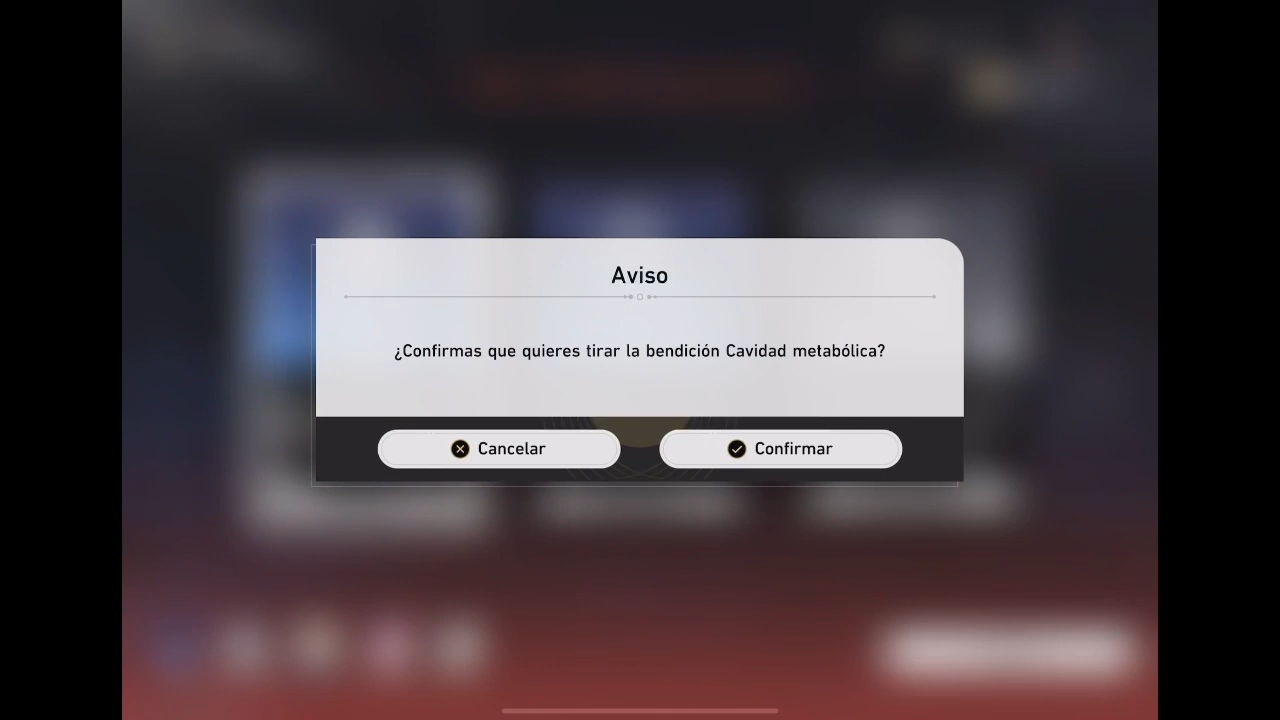 Aviso
¿Confirmas que quieres tirar la bendición Cavidad metabólica?
Cancelar
Confirmar